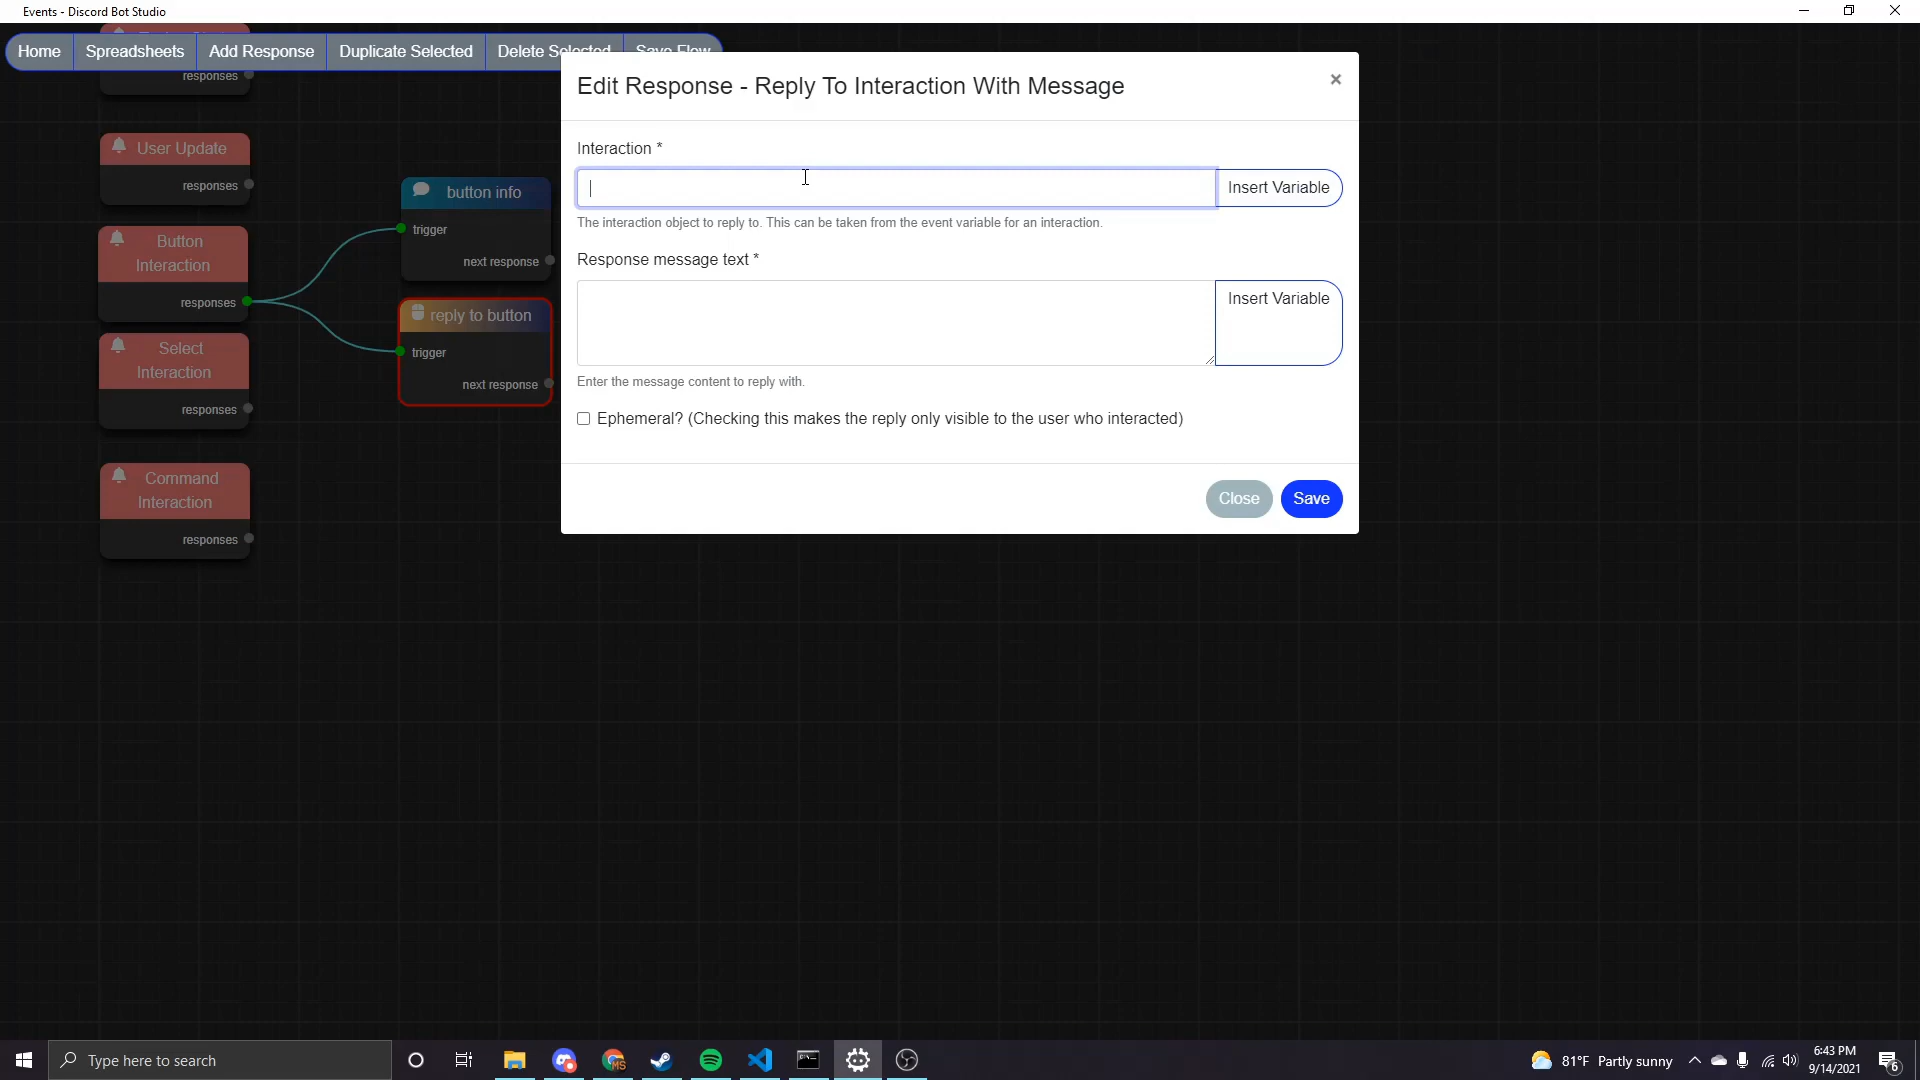 Events - Discord Bot Studio
Home
Spreadsheets
Add Response
Duplicate Selected
Delete Selected
Save Flow
responses
User Update
responses
Button
Interaction
responses
Select
Interaction
responses
Command
Interaction
responses
button info
trigger
next response
reply to button
trigger
next response
Edit Response - Reply To Interaction With Message
×
Interaction *
Insert Variable
The interaction object to reply to. This can be taken from the event variable for an interaction.
Response message text *
Insert Variable
Enter the message content to reply with.
Ephemeral? (Checking this makes the reply only visible to the user who interacted)
Close
Save
Type here to search
MS
81°F Partly sunny
6:43 PM
9/14/2021
6